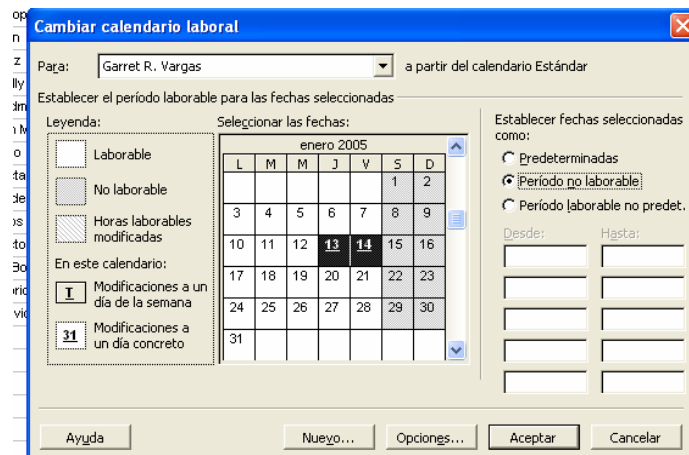 Cambiar calendario laboral
Para: Garret R. Vargas a partir del calendario Estándar
Establecer el período laborable para las fechas seleccionadas
Leyenda:
Laborable
No laborable
Horas laborables
modificadas
En este calendario:
I Modificaciones a un
día de la semana
31 Modificaciones a
un día concreto
Seleccionar las fechas:
enero 2005
L M M J V S D
1 2
3 4 5 6 7 8 9
10 11 12 13 14 15 16
17 18 19 20 21 22 23
24 25 26 27 28 29 30
31
Establecer fechas seleccionadas
como:
Predeterminadas
Período no laborable
Período laborable no predet.
Desde: Hasta:
Ayuda Nuevo... Opciones... Aceptar Cancelar